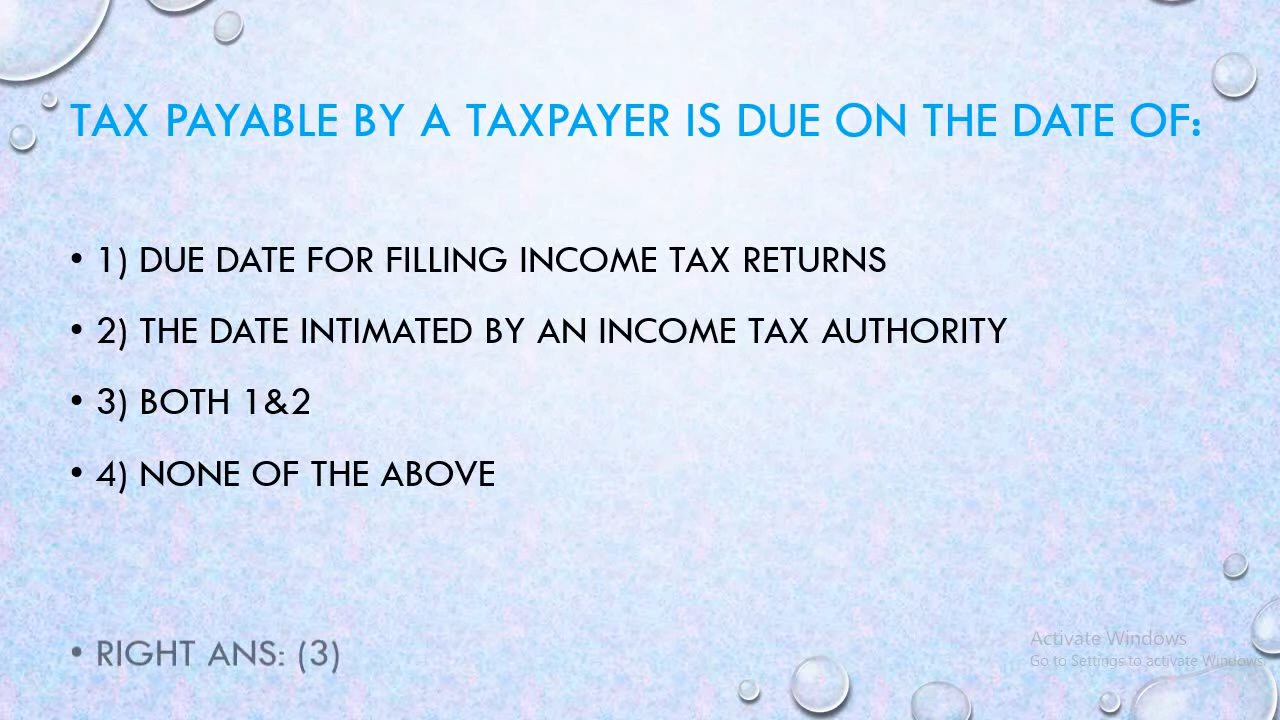 TAX PAYABLE BY A TAXPAYER IS DUE ON THE DATE OF:
• 1) DUE DATE FOR FILLING INCOME TAX RETURNS
• 2) THE DATE INTIMATED BY AN INCOME TAX AUTHORITY
• 3) BOTH 1&2
• 4) NONE OF THE ABOVE
• RIGHT ANS: (3)
Activate Windows
Go to Settings to activate Windows.